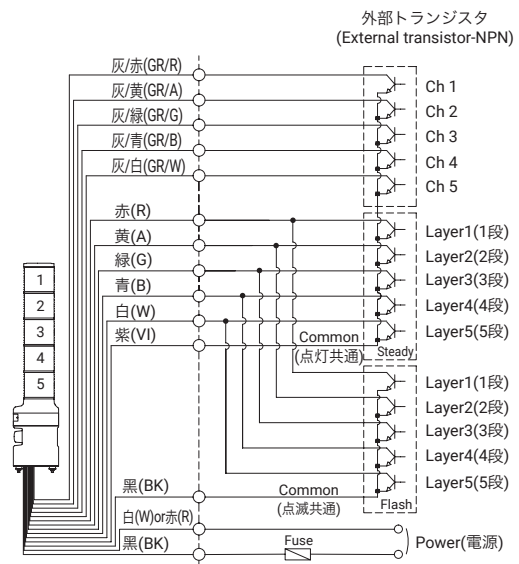 外部トランジスタ
(External transistor-NPN)
灰/赤(GR/R)
Ch 1
灰/黄(GR/A)
Ch 2
灰/緑(GR/G)
Ch 3
灰/青(GR/B)
Ch 4
灰/白(GR/W)
Ch 5
赤(R)
Layer1(1段)
黄(A)
Layer2(2段)
緑(G)
Layer3(3段)
青(B)
Layer4(4段)
白(W)
Layer5(5段)
紫(VI)
Common
(点灯共通)
Steady
1
2
3
4
5
Layer1(1段)
Layer2(2段)
Layer3(3段)
Layer4(4段)
Layer5(5段)
黒(BK)
Common
(点滅共通)
Flash
白(W)or赤(R)
黒(BK)
Fuse
Power(電源)